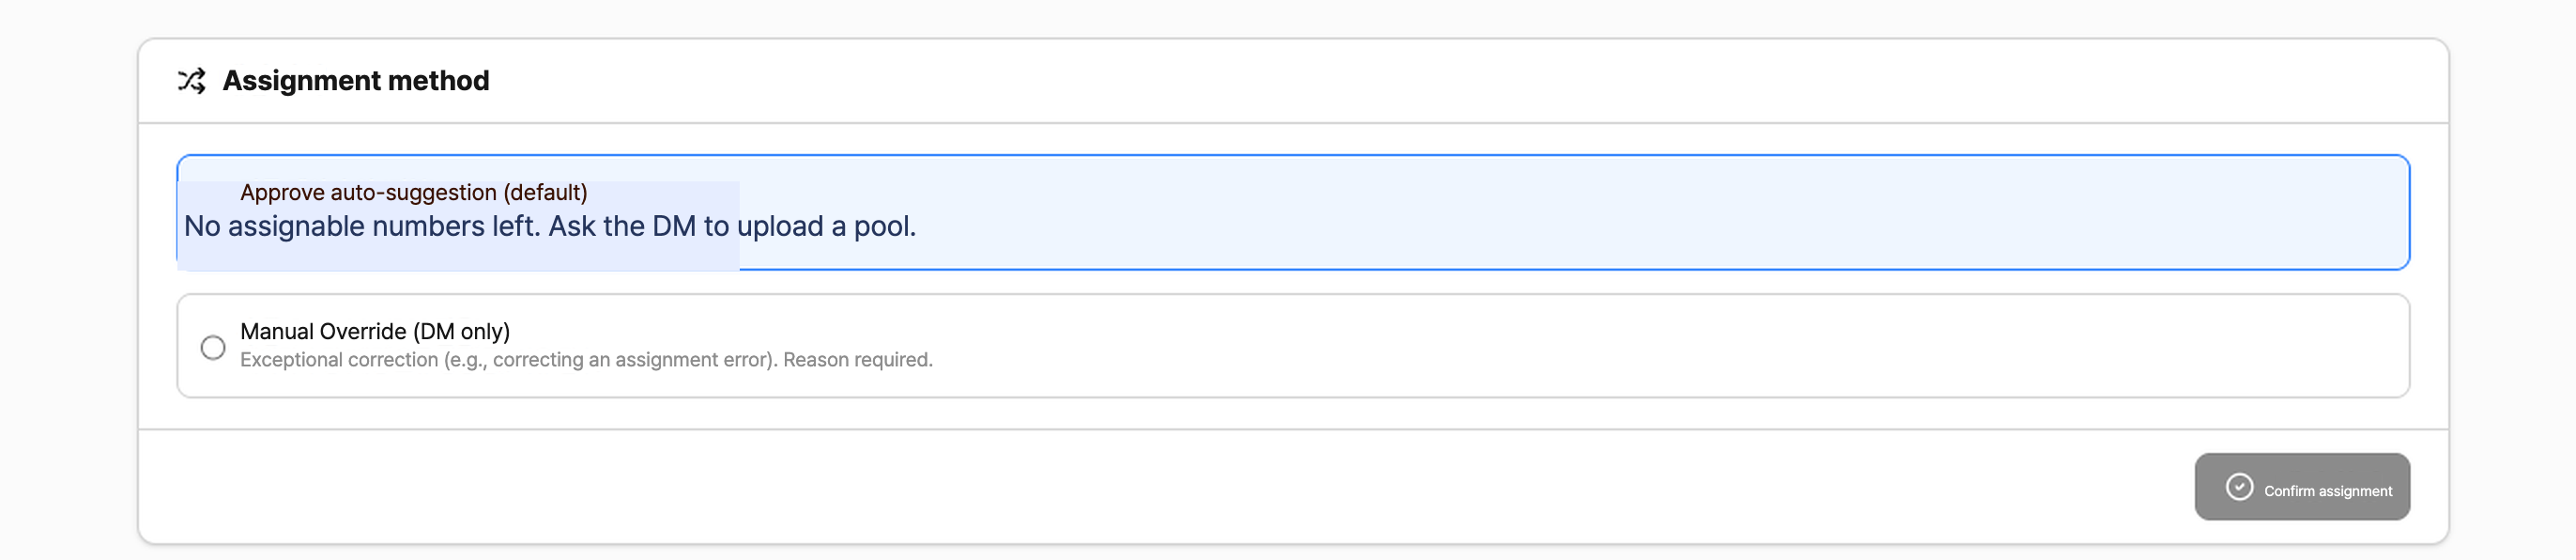 Assignment method
Approve auto-suggestion (default)
No assignable numbers left. Ask the DM to upload a pool.
Manual Override (DM only)
Exceptional correction (e.g., correcting an assignment error). Reason required.
Confirm assignment